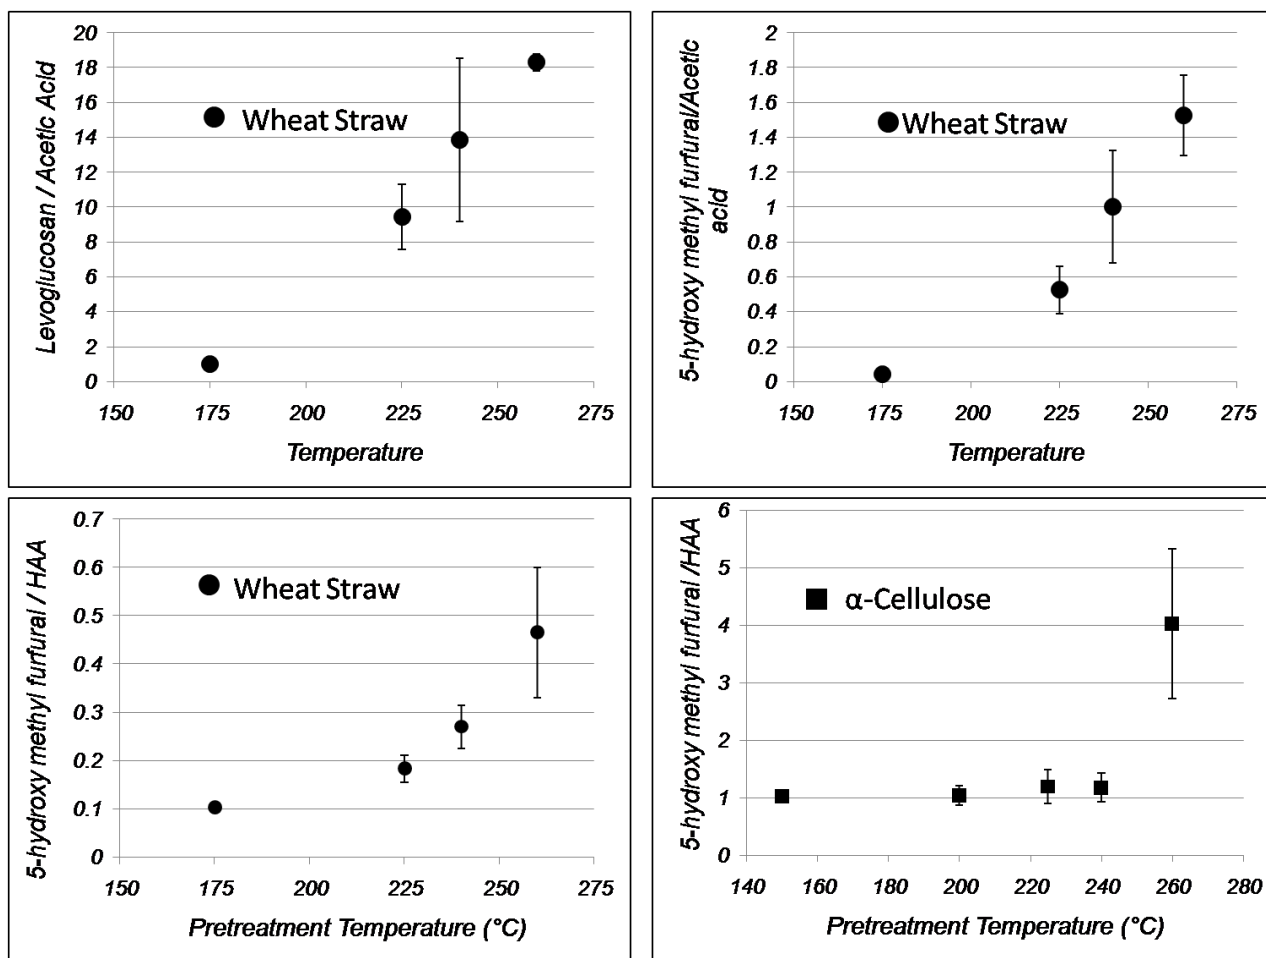 Levoglucosan / Acetic Acid
20
18
16
14
12
10
8
6
4
2
0
Wheat Straw
150 175 200 225 250 275
Temperature
5-hydroxy methyl furfural/Acetic
acid
2
1.8
1.6
1.4
1.2
1
0.8
0.6
0.4
0.2
0
Wheat Straw
150 175 200 225 250 275
Temperature
5-hydroxy methyl furfural / HAA
0.7
0.6
0.5
0.4
0.3
0.2
0.1
0
Wheat Straw
150 175 200 225 250 275
Pretreatment Temperature (°C)
5-hydroxy methyl furfural /HAA
6
5
4
3
2
1
0
α-Cellulose
140 160 180 200 220 240 260 280
Pretreatment Temperature (°C)